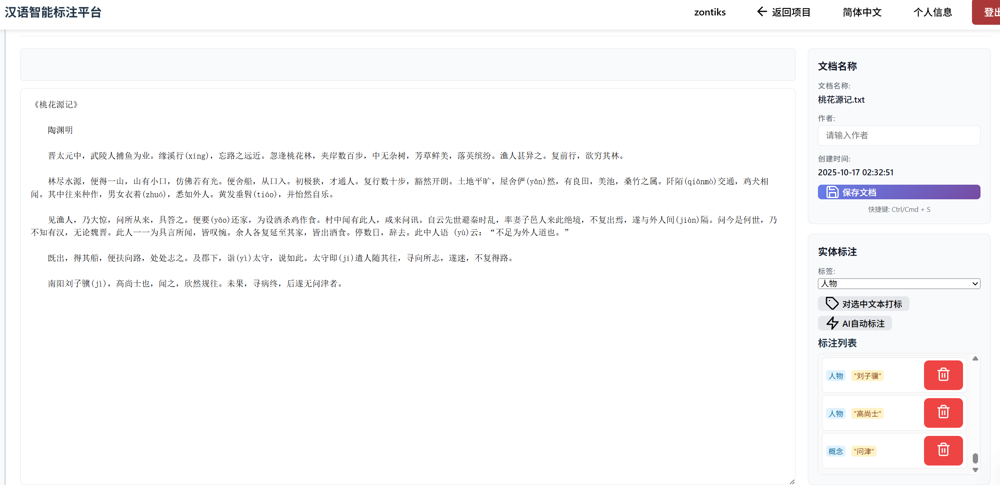 汉语智能标注平台
zontiks
返回项目
简体中文
个人信息
登出
《桃花源记》
陶渊明
晋太元中，武陵人捕鱼为业。缘溪行(xíng)，忘路之远近。忽逢桃花林，夹岸数百步，中无杂树，芳草鲜美，落英缤纷。渔人甚异之。复前行，欲穷其林。
林尽水源，便得一山，山有小口，仿佛若有光。便舍船，从口入。初极狭，才通人。复行数十步，豁然开朗。土地平旷，屋舍俨(yǎn)然，有良田，美池，桑竹之属。阡陌(qiānmò)交通，鸡犬相
闻。其中往来种作，男女衣着(zhuó)，悉如外人。黄发垂髫(tiáo)，并怡然自乐。
见渔人，乃大惊，问所从来，具答之。便要(yāo)还家，为设酒杀鸡作食。村中闻有此人，咸来问讯。自云先世避秦时乱，率妻子邑人来此绝境，不复出焉，遂与外人间(jiàn)隔。问今是何世，乃
不知有汉，无论魏晋。此人一一为具言所闻，皆叹惋。余人各复延至其家，皆出酒食。停数日，辞去。此中人语 (yù)云：“不足为外人道也。”
既出，得其船，便扶向路，处处志之。及郡下，诣(yì)太守，说如此。太守即(jí)遣人随其往，寻向所志，遂迷，不复得路。
南阳刘子骥(jì)，高尚士也，闻之，欣然规往。未果，寻病终，后遂无问津者。
文档名称
文档名称:
桃花源记.txt
作者:
请输入作者
创建时间:
2025-10-17 02:32:51
保存文档
快捷键: Ctrl/Cmd + S
实体标注
标签:
人物
对选中文本打标
AI自动标注
标注列表
人物 "刘子骥"
人物 "高尚士"
概念 "问津"